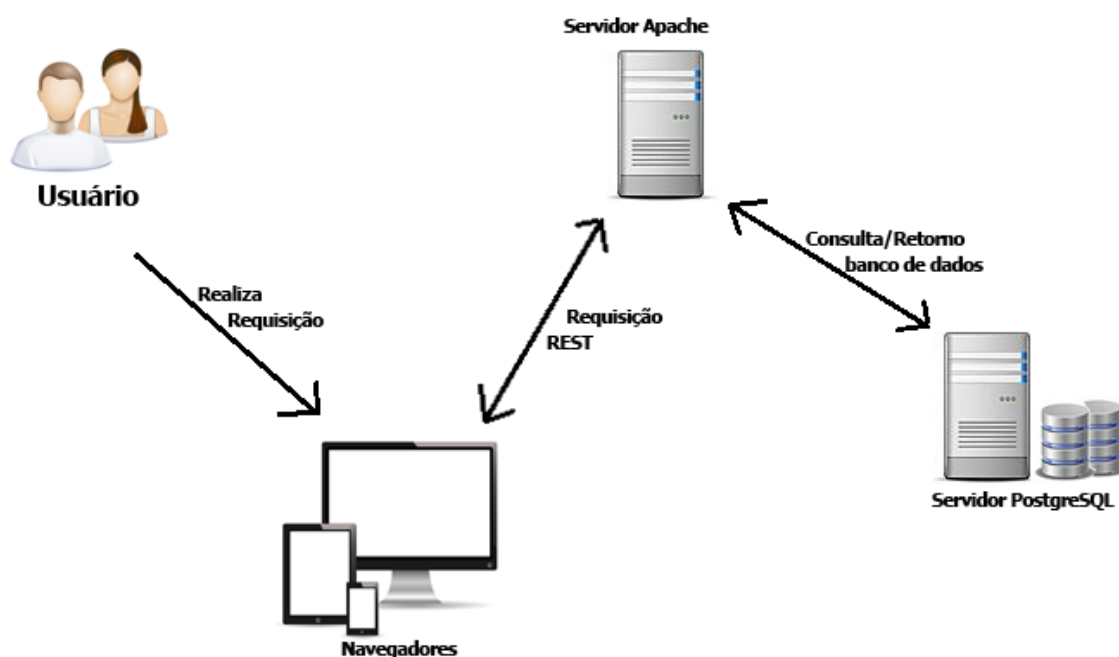 Servidor Apache
Usuário
Consulta/Retorno
banco de dados
Realiza
Requisição
Requisição
REST
Servidor PostgreSQL
Navegadores